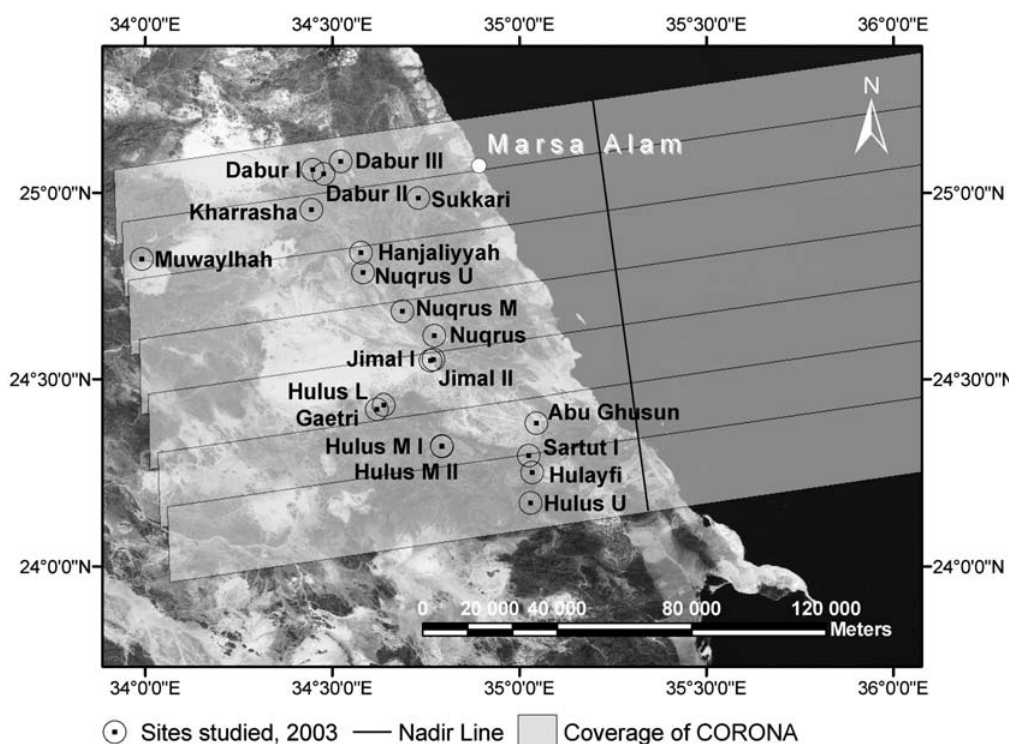 34°0'0"E 34°30'0"E 35°0'0"E 35°30'0"E 36°0'0"E
N
Marsa Alam
Dabur I
Dabur III
Dabur II
25°0'0"N
25°0'0"N
Sukkari
Kharrasha
Muwaylhah
Hanjaliyyah
Nuqrus U
Nuqrus M
Nuqrus
Jimal I
Jimal II
24°30'0"N
24°30'0"N
Hulus L
Gaetri
Abu Ghusun
Hulus M I
Sartut I
Hulus M II
Hulayfi
Hulus U
24°0'0"N
24°0'0"N
0 20 000 40 000 80 000 120 000
Meters
34°0'0"E 34°30'0"E 35°0'0"E 35°30'0"E 36°0'0"E
Sites studied, 2003 Nadir Line Coverage of CORONA